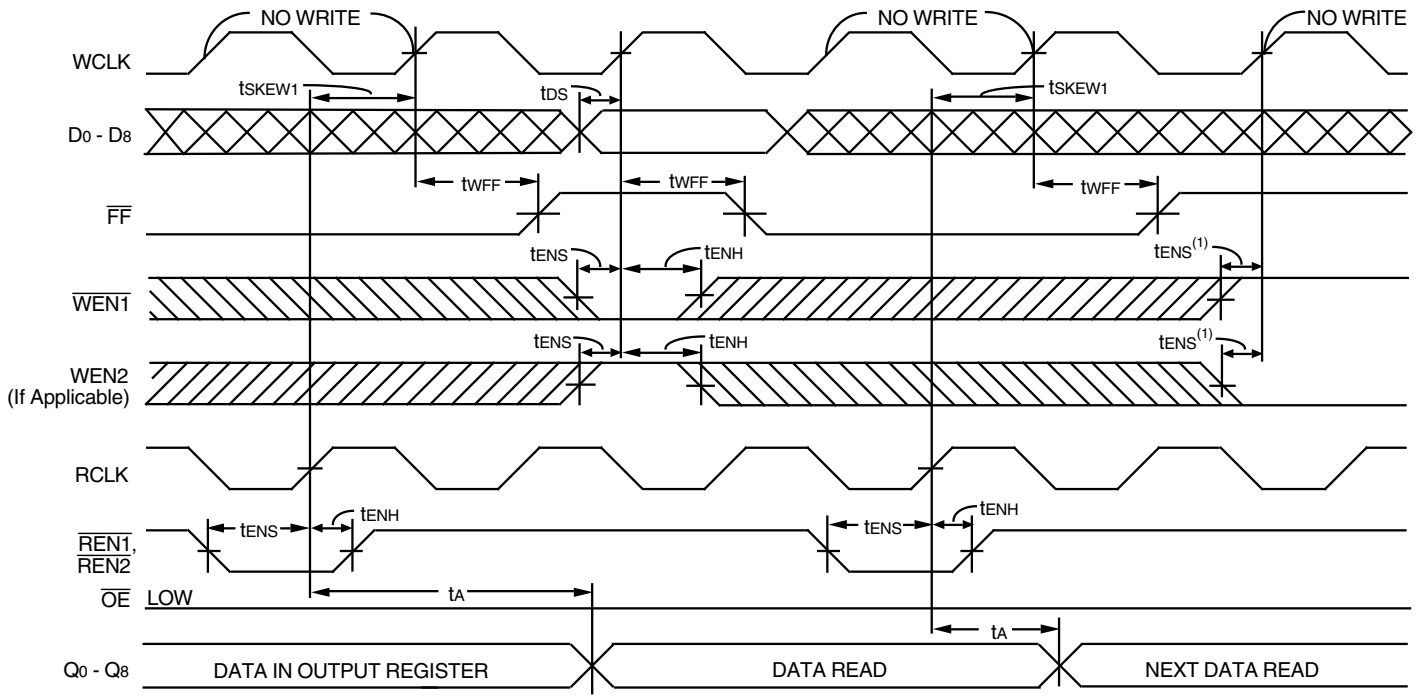 NO WRITE NO WRITE NO WRITE
WCLK
tSKEW1 tDS tSKEW1
D0 - D8
tWFF tWFF tWFF
FF
tENS tENH tENS(1)
WEN1
tENS tENH tENS(1)
WEN2
(If Applicable)
RCLK
tENS tENH tENS tENH
REN1,
REN2
tA
OE LOW
tA
Q0 - Q8 DATA IN OUTPUT REGISTER DATA READ NEXT DATA READ